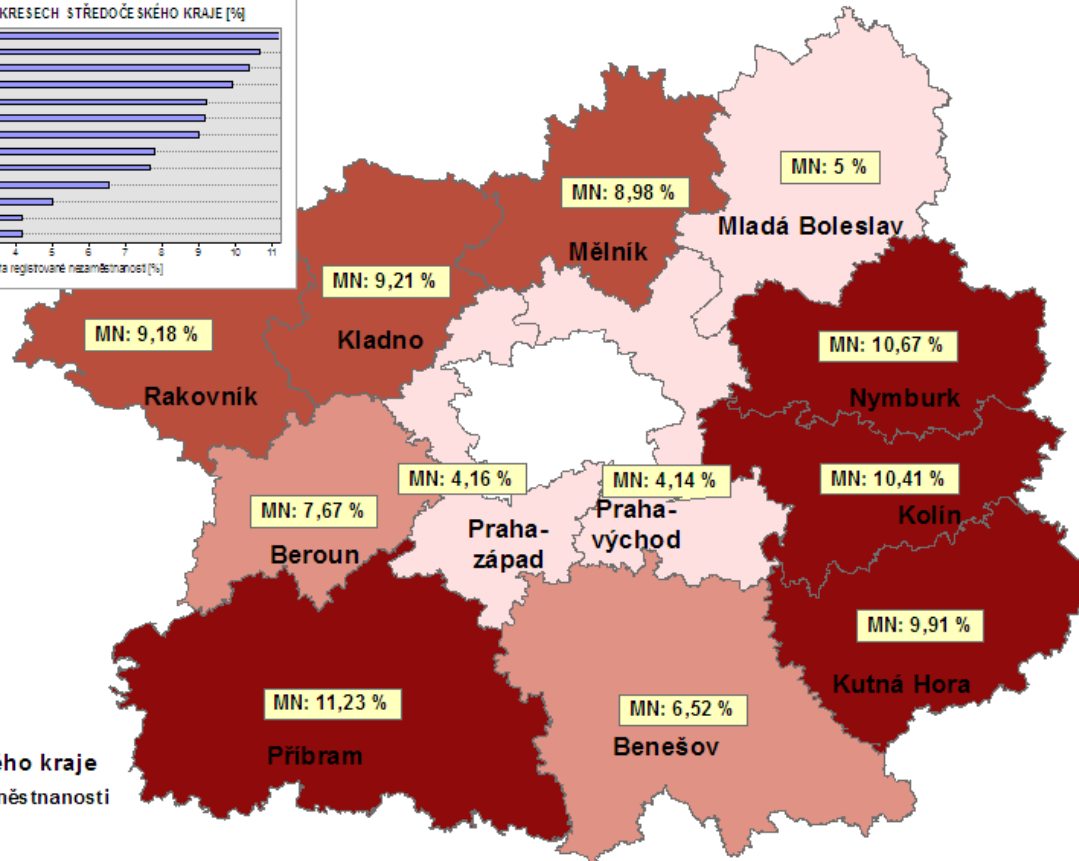 KRESECH STŘEDOČESKÉHO KRAJE [%]
4 5 6 7 8 9 10 11
ta registrované nezaměstnanosti [%]
MN: 5 %
Mladá Boleslav
MN: 8,98 %
Mělník
MN: 9,21 %
Kladno
MN: 9,18 %
Rakovník
MN: 10,67 %
Nymburk
MN: 10,41 %
Kolín
MN: 4,16 %
Praha-
západ
MN: 4,14 %
Praha-
východ
MN: 7,67 %
Beroun
MN: 9,91 %
Kutná Hora
MN: 11,23 %
Příbram
MN: 6,52 %
Benešov
ého kraje
městnanosti